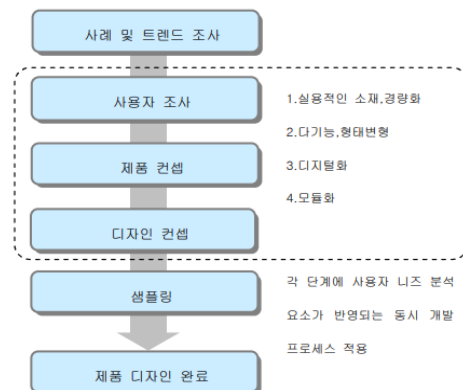 사례 및 트렌드 조사
사용자 조사
제품 컨셉
디자인 컨셉
샘플링
제품 디자인 완료
1.실용적인 소재,경량화
2.다기능,형태변형
3.디지털화
4.모듈화
각 단계에 사용자 니즈 분석
요소가 반영되는 동시 개발
프로세스 적용